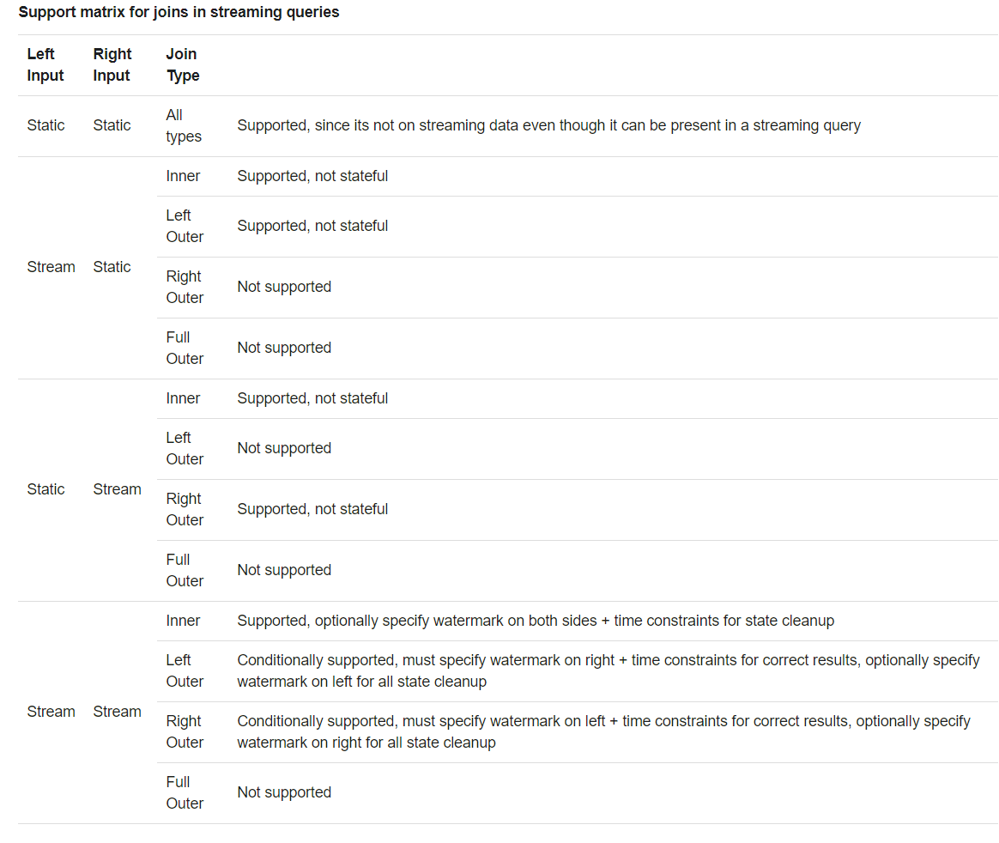 Support matrix for joins in streaming queries
Left Input Right Input Join Type
Static Static All types Supported, since its not on streaming data even though it can be present in a streaming query
Stream Static Inner Supported, not stateful
Left Outer Supported, not stateful
Right Outer Not supported
Full Outer Not supported
Static Stream Inner Supported, not stateful
Left Outer Not supported
Right Outer Supported, not stateful
Full Outer Not supported
Stream Stream Inner Supported, optionally specify watermark on both sides + time constraints for state cleanup
Left Outer Conditionally supported, must specify watermark on right + time constraints for correct results, optionally specify
watermark on left for all state cleanup
Right Outer Conditionally supported, must specify watermark on left + time constraints for correct results, optionally specify
watermark on right for all state cleanup
Full Outer Not supported